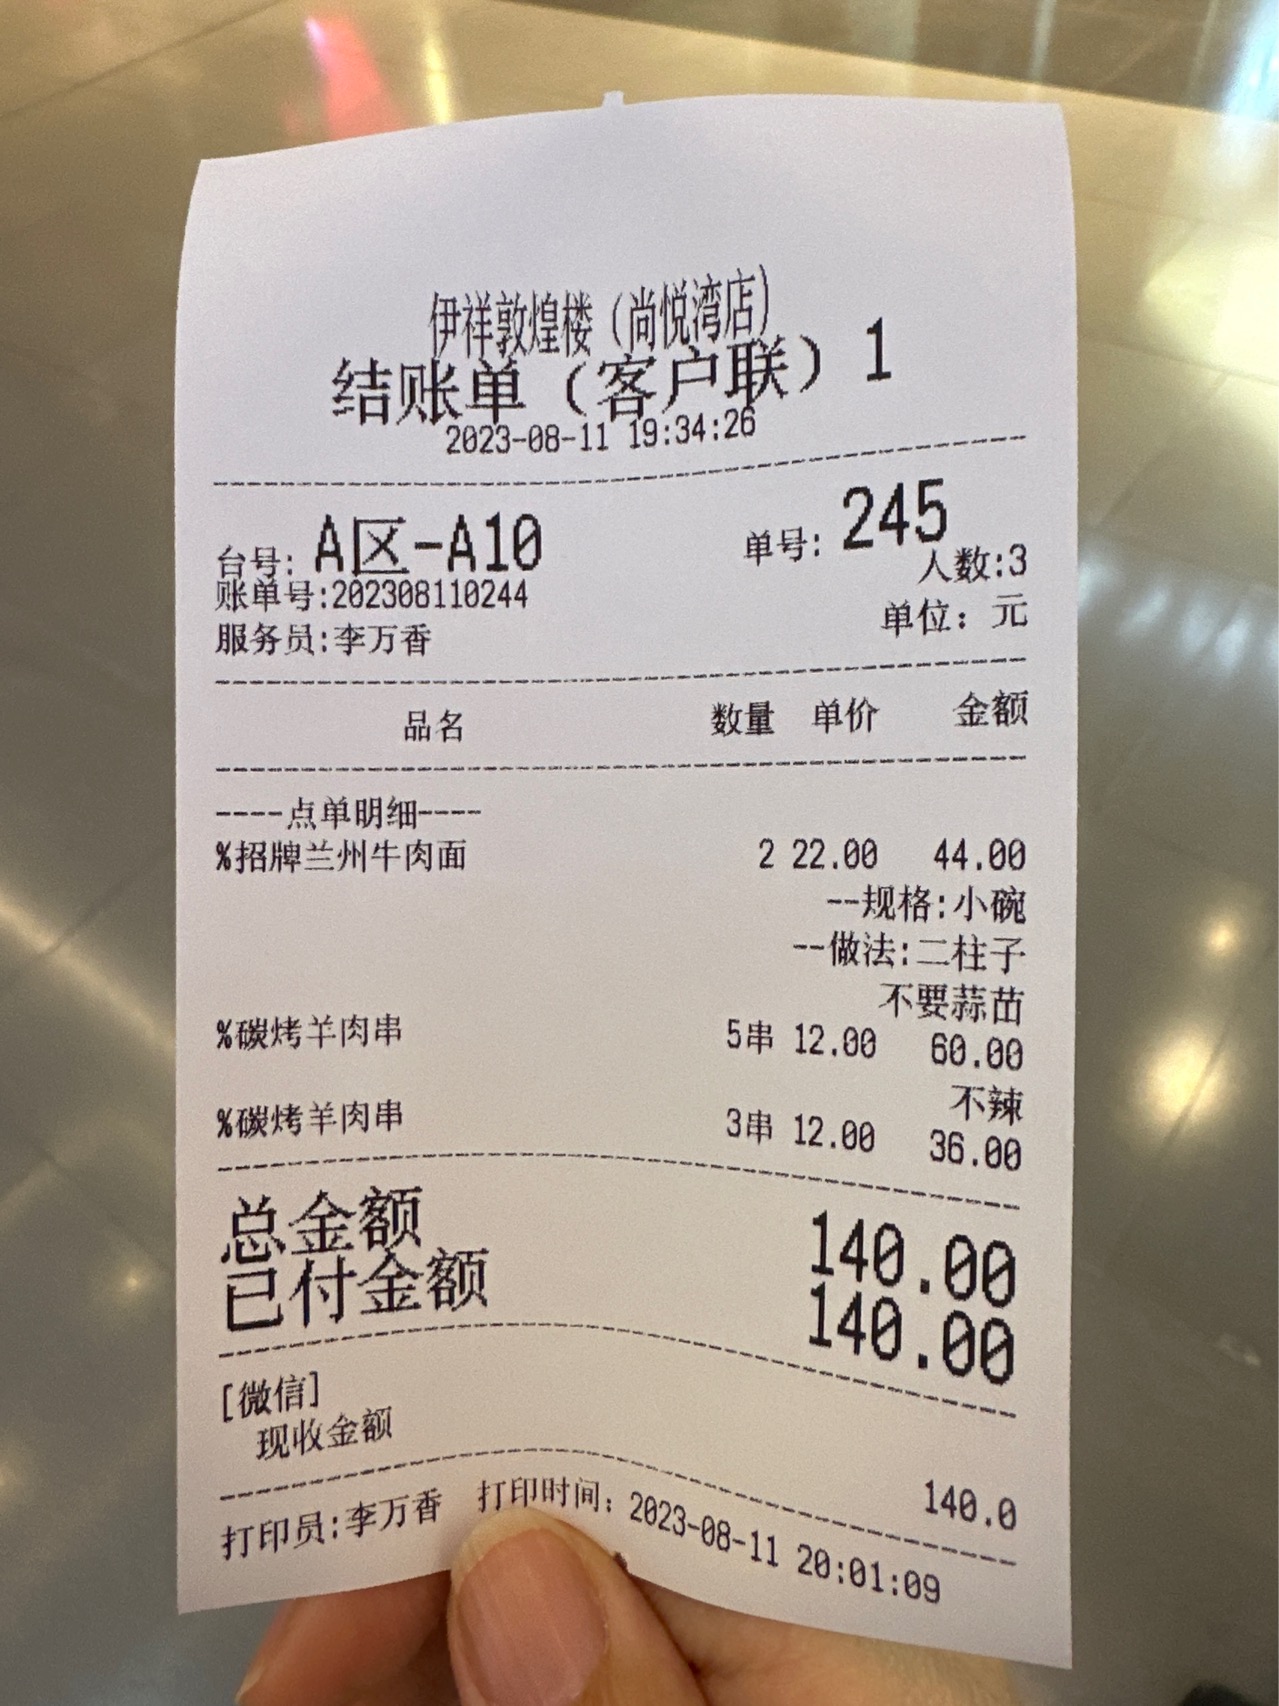 伊祥敦煌楼（尚悦湾店）
结账单（客户联）1
2023-08-11 19:34:26
台号: A区-A10 单号: 245
人数:3
账单号:202308110244
单位: 元
服务员:李万香
品名 数量 单价 金额
----点单明细----
%招牌兰州牛肉面 2 22.00 44.00
--规格:小碗
--做法:二柱子
不要蒜苗
%碳烤羊肉串 5串 12.00 60.00
不辣
%碳烤羊肉串 3串 12.00 36.00
总金额 140.00
已付金额 140.00
[微信]
现收金额 140.0
打印员:李万香 打印时间: 2023-08-11 20:01:09